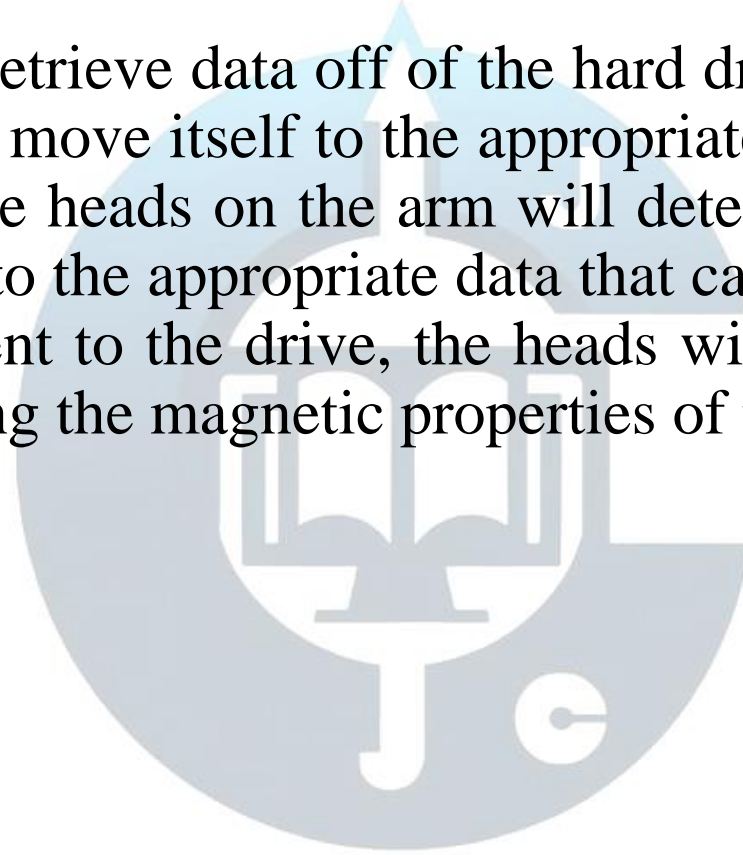 etrieve data off of the hard dr
move itself to the appropriate
e heads on the arm will dete
to the appropriate data that ca
nt to the drive, the heads wi
ng the magnetic properties of
J
J C